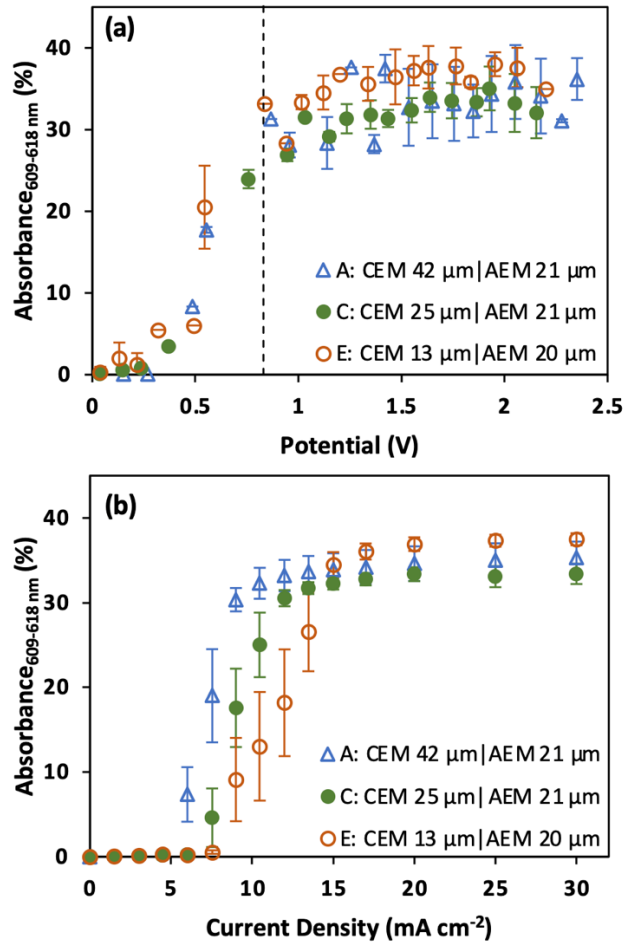 (a)
40
30
20
10
0
Absorbance609-618 nm (%)
A: CEM 42 μm|AEM 21 μm
C: CEM 25 μm|AEM 21 μm
E: CEM 13 μm|AEM 20 μm
0 0.5 1 1.5 2 2.5
Potential (V)
(b)
40
30
20
10
0
Absorbance609-618 nm (%)
A: CEM 42 μm|AEM 21 μm
C: CEM 25 μm|AEM 21 μm
E: CEM 13 μm|AEM 20 μm
0 5 10 15 20 25 30
Current Density (mA cm⁻²)